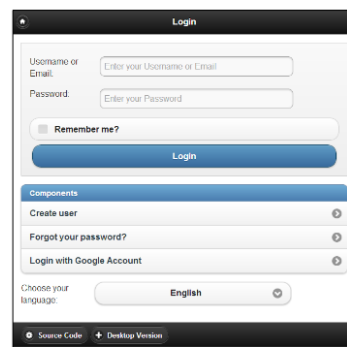 Login
Username or
Email:
Enter your Username or Email
Password:
Enter your Password
Remember me?
Login
Components
Create user
Forgot your password?
Login with Google Account
Choose your
language:
English
Source Code
Desktop Version